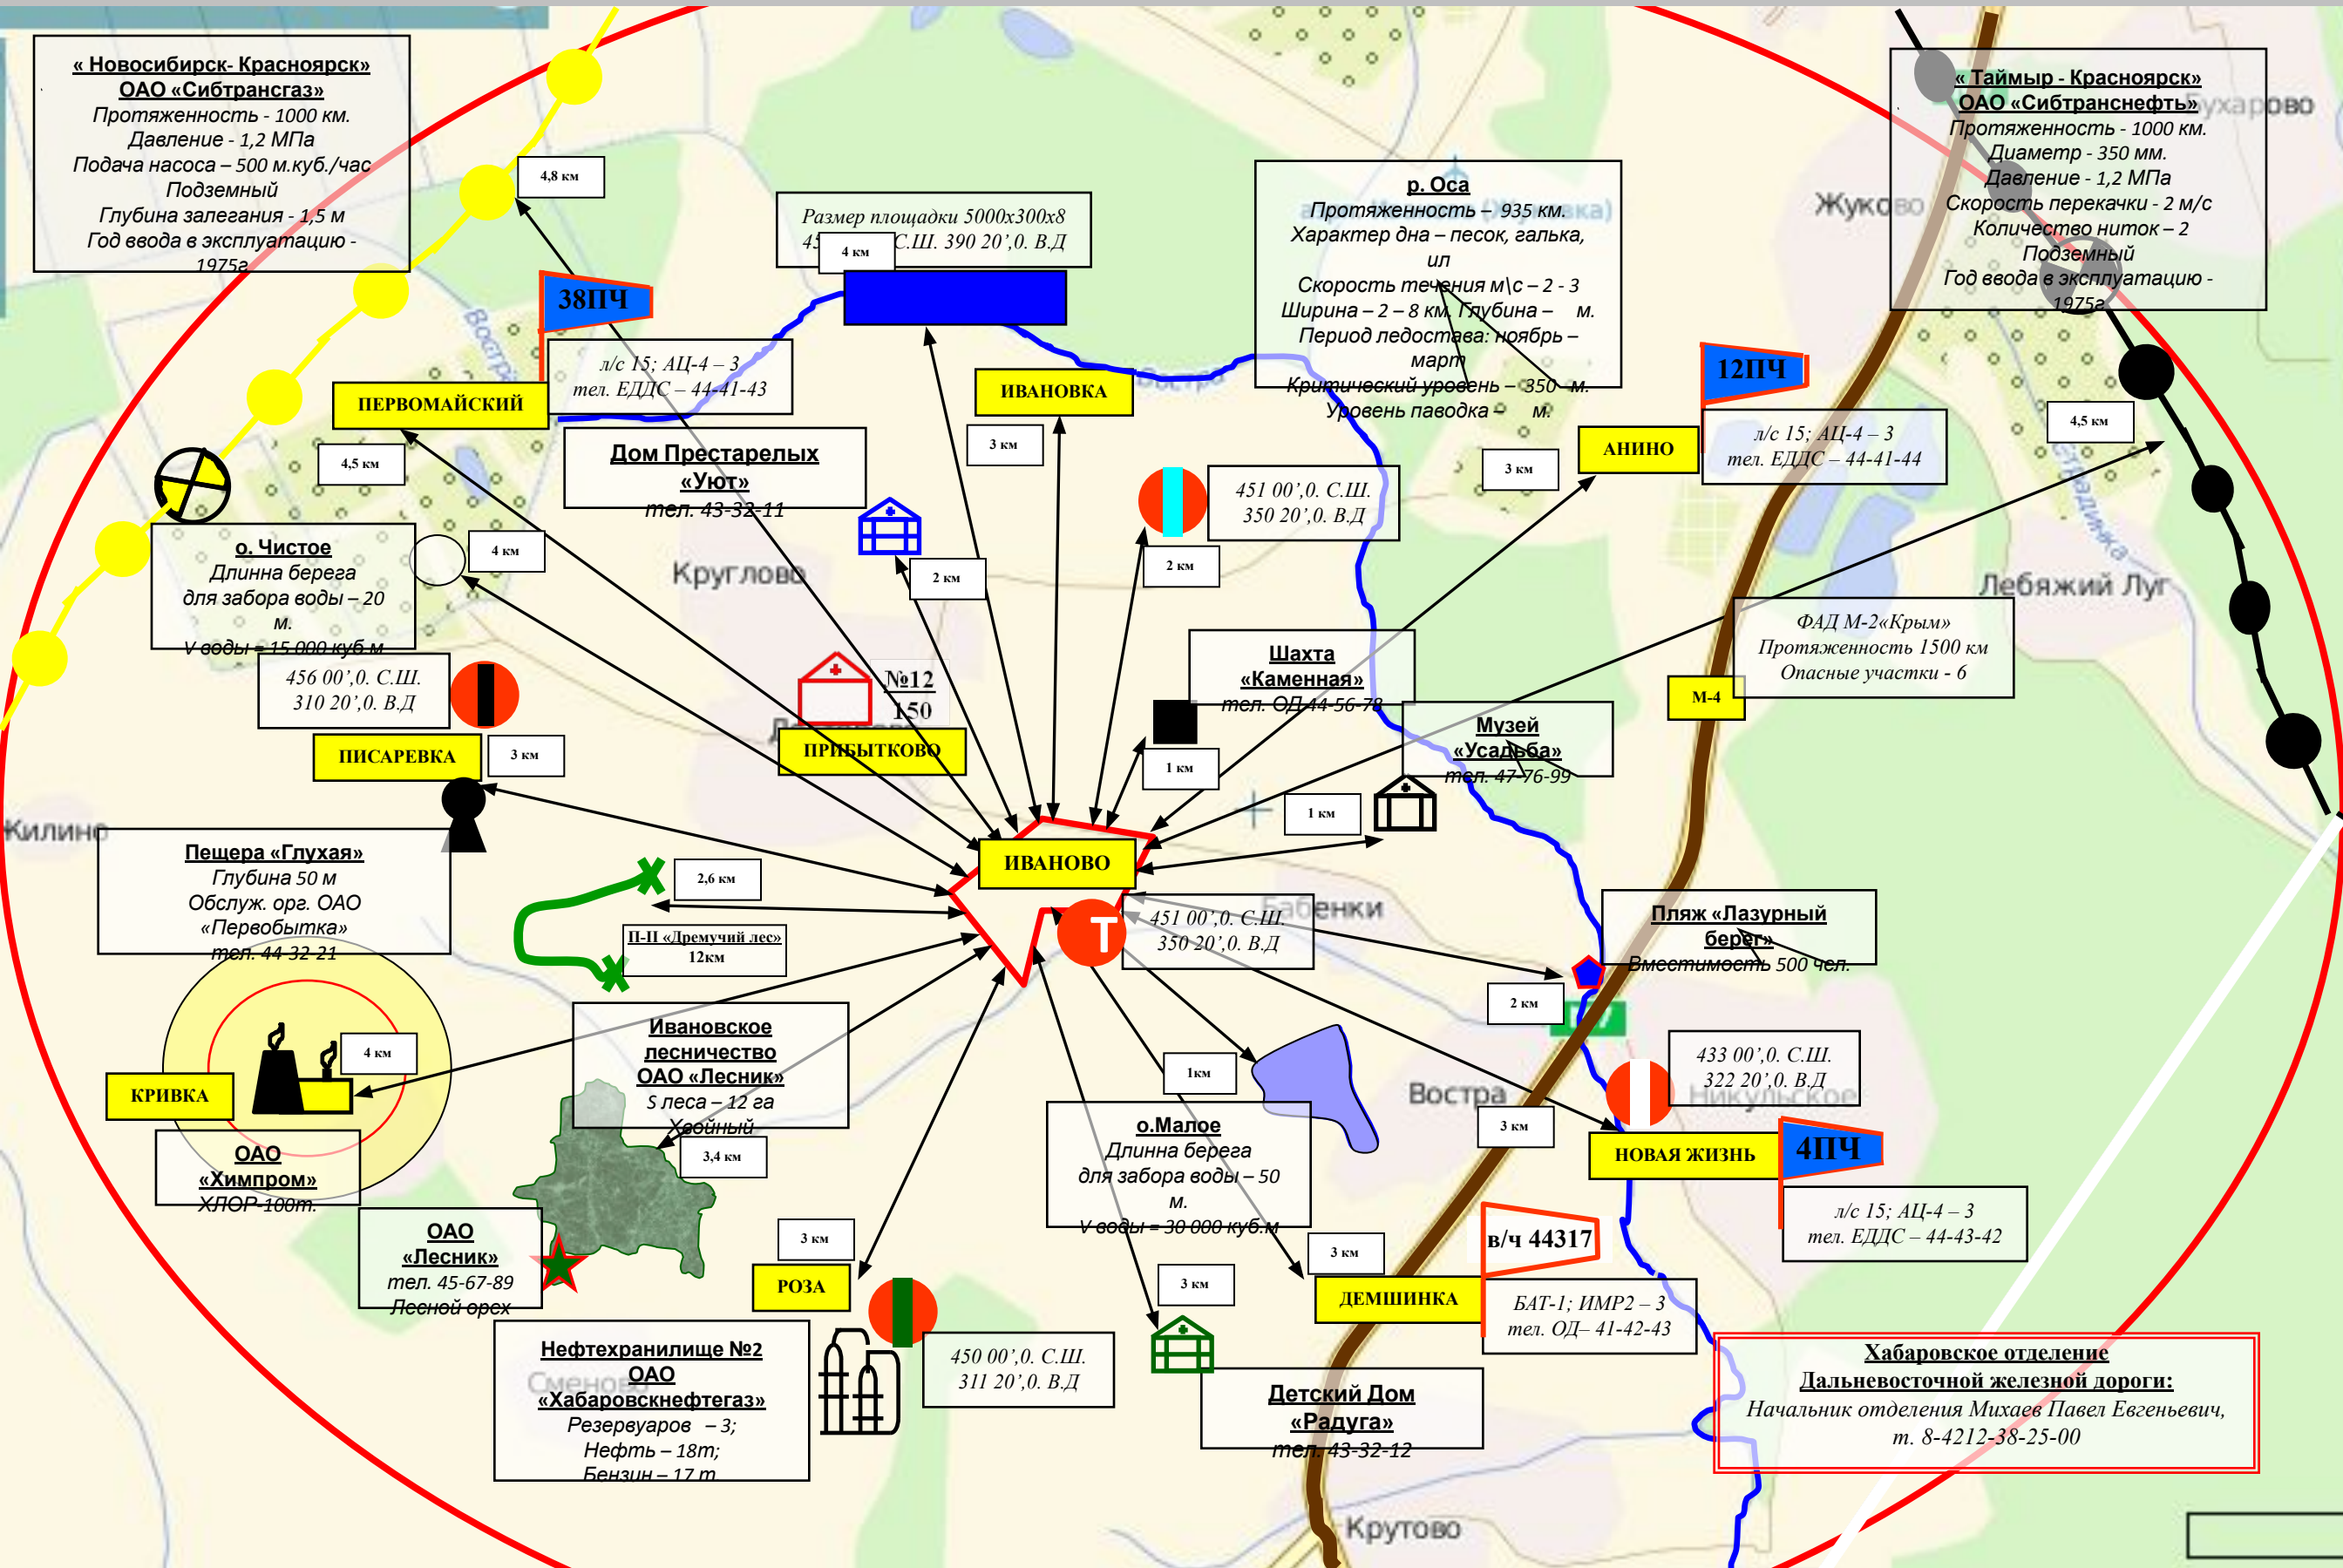 « Новосибирск- Красноярск»
ОАО «Сибтрансгаз»
Протяженность - 1000 км.
Давление - 1,2 МПа
Подача насоса – 500 м.куб./час
Подземный
Глубина залегания - 1,5 м
Год ввода в эксплуатацию -
1975г
4,8 км
Размер площадки 5000х300х8
С.Ш. 390 20',0. В.Д
4 км
р. Оса
Протяженность – 935 км.
Характер дна – песок, галька,
ил
Скорость течения м\с – 2 - 3
Ширина – 2 – 8 км. Глубина – м.
Период ледостава: ноябрь –
март
Критический уровень – 350 м.
Уровень паводка – м.
« Таймыр - Красноярск»
ОАО «Сибтранснефть»
Протяженность - 1000 км.
Диаметр - 350 мм.
Давление - 1,2 МПа
Скорость перекачки - 2 м/с
Количество ниток – 2
Подземный
Год ввода в эксплуатацию -
1975г
Бухарово
Жуково
38ПЧ
л/с 15; АЦ-4 – 3
тел. ЕДДС – 44-41-43
ПЕРВОМАЙСКИЙ
4,5 км
ИВАНОВКА
3 км
12ПЧ
л/с 15; АЦ-4 – 3
тел. ЕДДС – 44-41-44
АНИНО
3 км
4,5 км
Дом Престарелых
«Уют»
тел. 43-32-11
451 00',0. С.Ш.
350 20',0. В.Д
2 км
2 км
о. Чистое
Длинна берега
для забора воды – 20
м.
V воды = 15 000 куб.м
4 км
Круглово
Лебяжий Луг
456 00',0. С.Ш.
310 20',0. В.Д
ПИСАРЕВКА
3 км
№12
150
ПРИБЫТКОВО
Шахта
«Каменная»
тел. ОД 44-56-78
1 км
ФАД М-2«Крым»
Протяженность 1500 км
Опасные участки - 6
М-4
Музей
«Усадьба»
тел. 47-76-99
1 км
Жилино
Пещера «Глухая»
Глубина 50 м
Обслуж. орг. ОАО
«Первобытка»
тел. 44-32-21
2,6 км
П-II «Дремучий лес»
12км
ИВАНОВО
Т
451 00',0. С.Ш.
350 20',0. В.Д
Бабенки
Пляж «Лазурный
берег»
Вместимость 500 чел.
2 км
4 км
КРИВКА
ОАО
«Химпром»
ХЛОР-100т.
Ивановское
лесничество
ОАО «Лесник»
S леса – 12 га
Хвойный
3,4 км
1км
о.Малое
Длинна берега
для забора воды – 50
м.
V воды = 30 000 куб.м
Востра
433 00',0. С.Ш.
322 20',0. В.Д
Никульское
3 км
НОВАЯ ЖИЗНЬ
4ПЧ
л/с 15; АЦ-4 – 3
тел. ЕДДС – 44-43-42
ОАО
«Лесник»
тел. 45-67-89
Лесной орех
3 км
РОЗА
3 км
3 км
ДЕМШИНКА
в/ч 44317
БАТ-1; ИМР2 – 3
тел. ОД– 41-42-43
Нефтехранилище №2
ОАО
«Хабаровскнефтегаз»
Резервуаров – 3;
Нефть – 18т;
Бензин – 17 т
Сменово
450 00',0. С.Ш.
311 20',0. В.Д
Детский Дом
«Радуга»
тел. 43-32-12
Хабаровское отделение
Дальневосточной железной дороги:
Начальник отделения Михаев Павел Евгеньевич,
т. 8-4212-38-25-00
Крутово